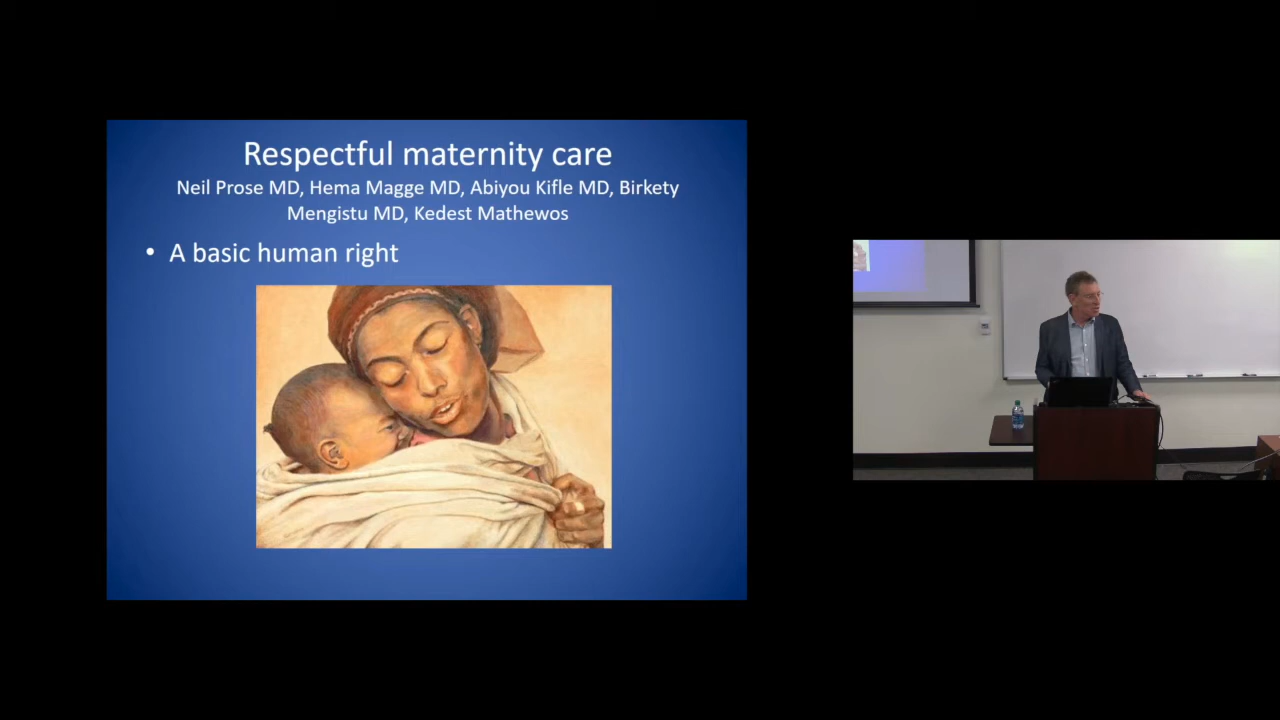 Respectful maternity care
Neil Prose MD, Hema Magge MD, Abiyou Kifle MD, Birkety
Mengistu MD, Kedest Mathewos
• A basic human right